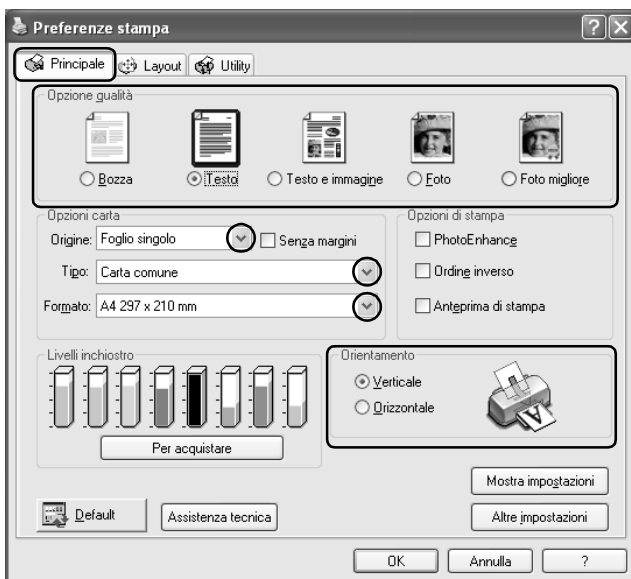 Preferenze stampa
Principale Layout Utility
Opzione qualità
Bozza Testo Testo e immagine Foto Foto migliore
Opzioni carta
Origine: Foglio singolo Senza margini
Tipo: Carta comune
Formato: A4 297 x 210 mm
Opzioni di stampa
PhotoEnhance
Ordine inverso
Anteprima di stampa
Livelli inchiostro
Per acquistare
Orientamento
Verticale
Orizzontale
A
Mostra impostazioni
Default Assistenza tecnica Altre impostazioni
OK Annulla ?